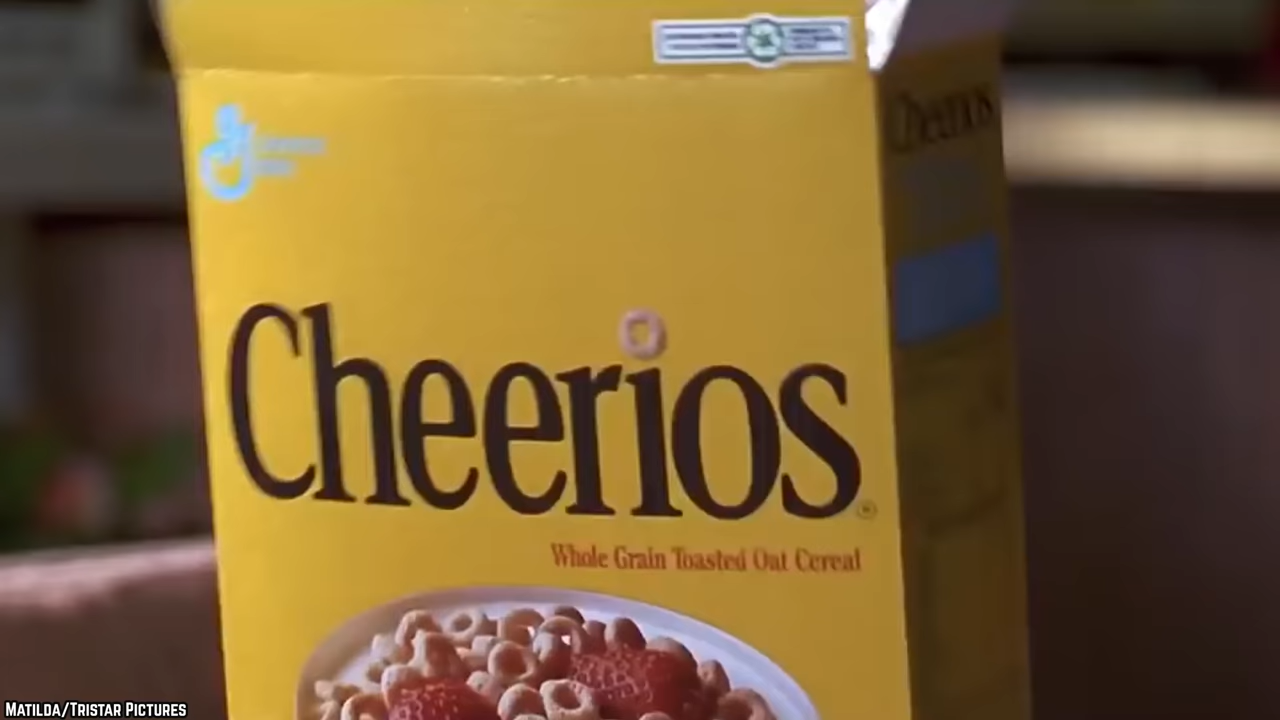 Cheerios
Cheerios
Whole Grain Toasted Oat Cereal
Matilda/Tristar Pictures